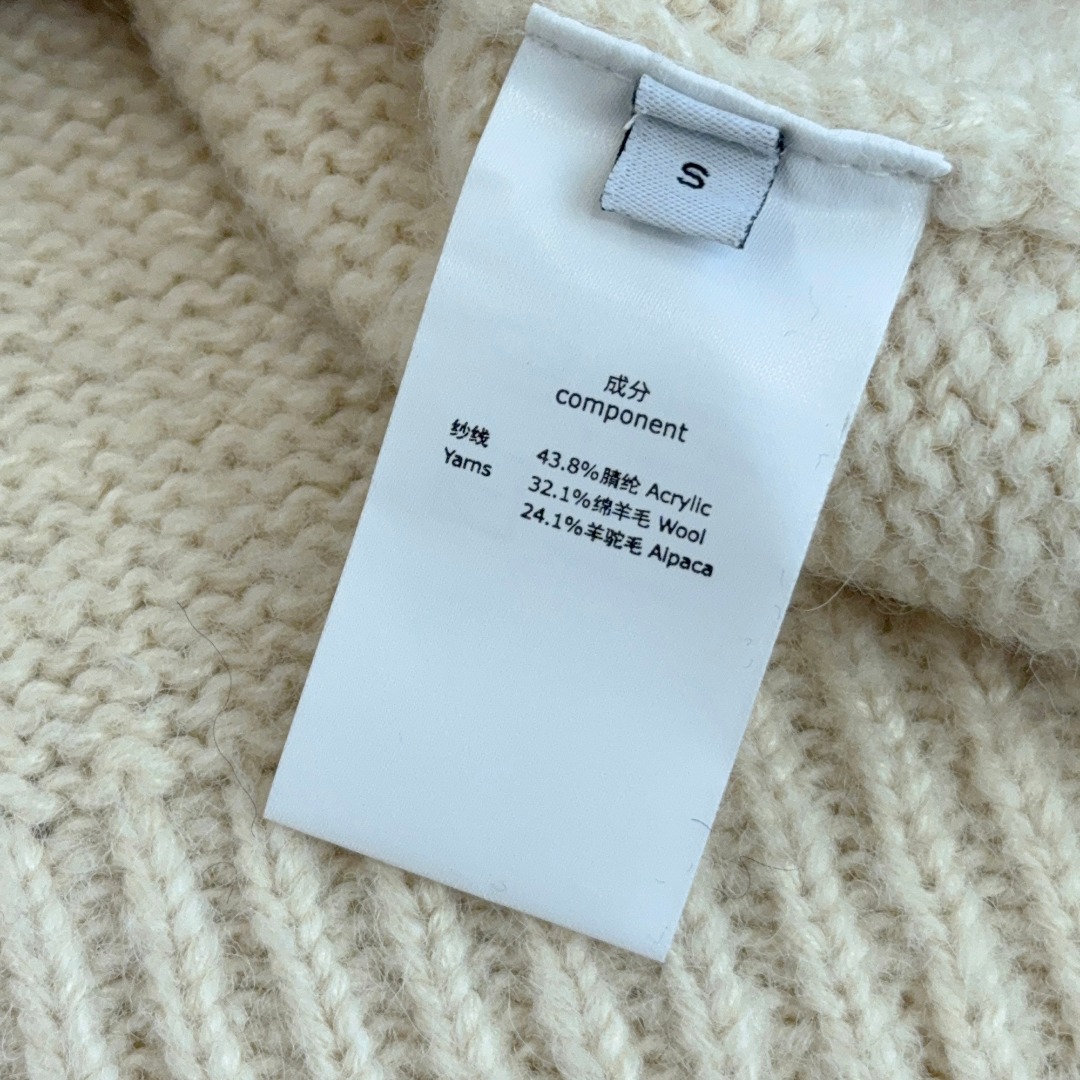 S
成分
component
纱线
Yarns
43.8%腈纶 Acrylic
32.1%绵羊毛 Wool
24.1%羊驼毛 Alpaca